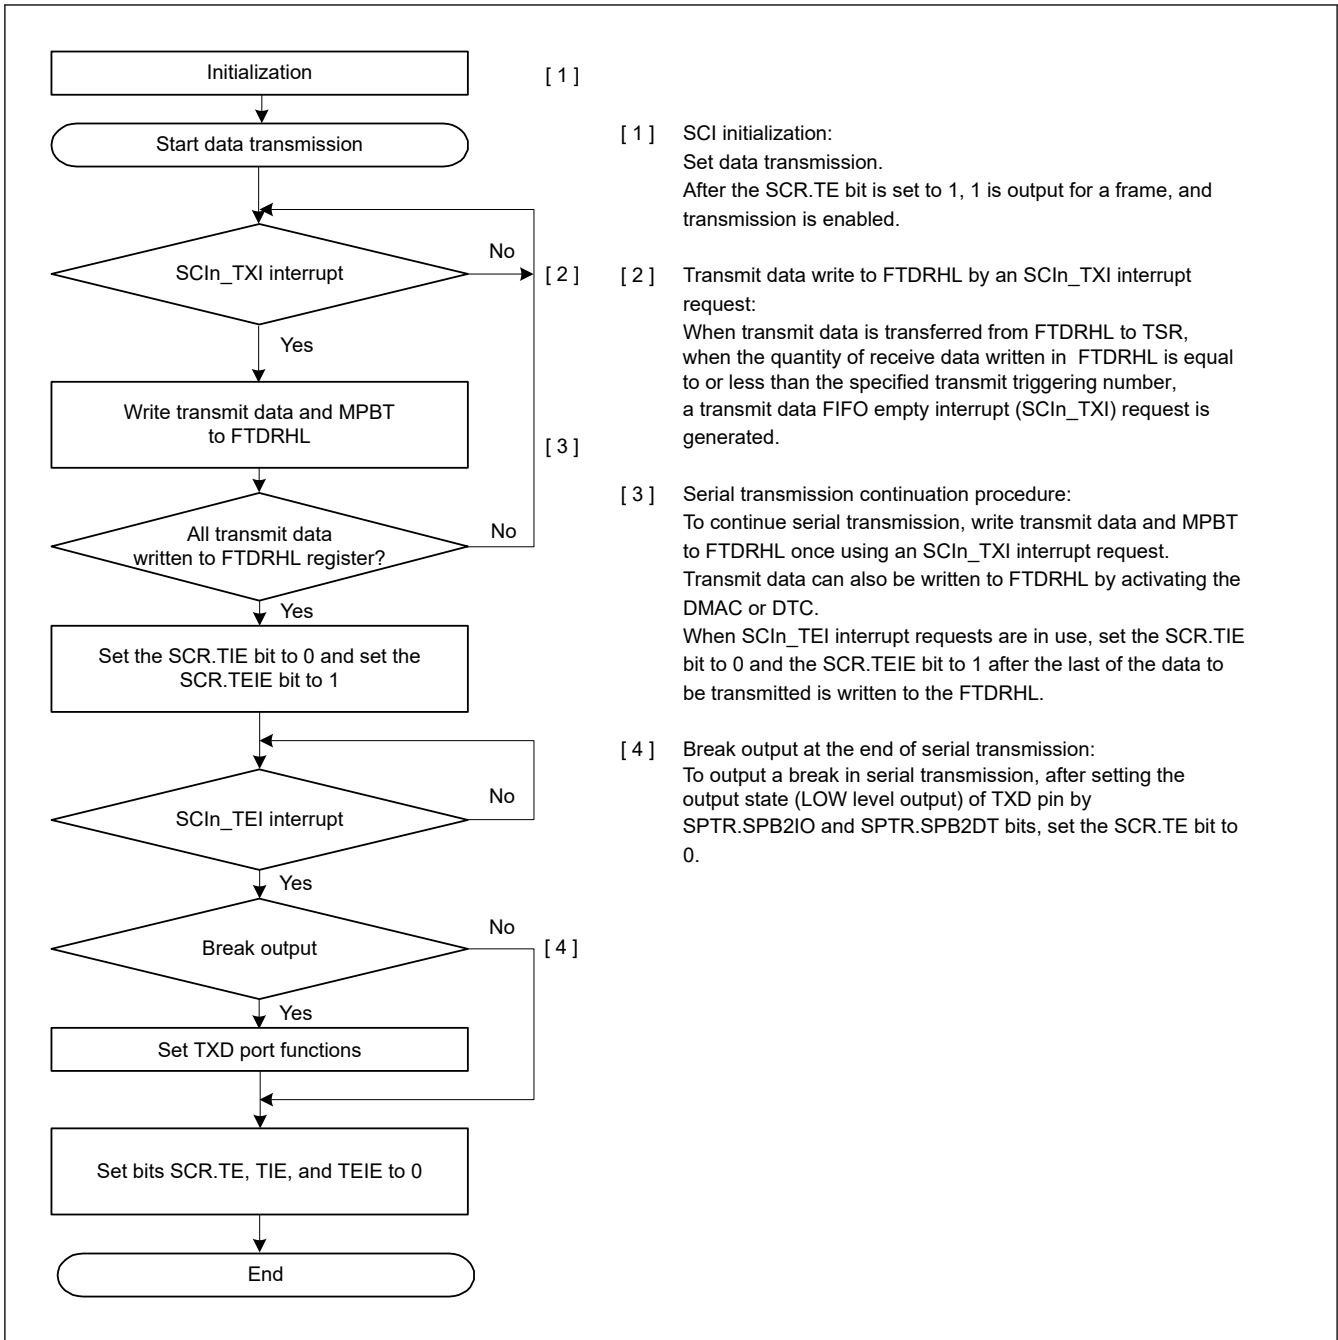 Initialization
[ 1 ]
Start data transmission
SCIn_TXI interrupt
No
[ 2 ]
Yes
Write transmit data and MPBT
to FTDRHL
[ 3 ]
All transmit data
written to FTDRHL register?
No
Yes
Set the SCR.TIE bit to 0 and set the
SCR.TEIE bit to 1
SCIn_TEI interrupt
No
Yes
Break output
No
[ 4 ]
Yes
Set TXD port functions
Set bits SCR.TE, TIE, and TEIE to 0
End
[ 1 ] SCI initialization:
Set data transmission.
After the SCR.TE bit is set to 1, 1 is output for a frame, and
transmission is enabled.
[ 2 ] Transmit data write to FTDRHL by an SCIn_TXI interrupt
request:
When transmit data is transferred from FTDRHL to TSR,
when the quantity of receive data written in FTDRHL is equal
to or less than the specified transmit triggering number,
a transmit data FIFO empty interrupt (SCIn_TXI) request is
generated.
[ 3 ] Serial transmission continuation procedure:
To continue serial transmission, write transmit data and MPBT
to FTDRHL once using an SCIn_TXI interrupt request.
Transmit data can also be written to FTDRHL by activating the
DMAC or DTC.
When SCIn_TEI interrupt requests are in use, set the SCR.TIE
bit to 0 and the SCR.TEIE bit to 1 after the last of the data to
be transmitted is written to the FTDRHL.
[ 4 ] Break output at the end of serial transmission:
To output a break in serial transmission, after setting the
output state (LOW level output) of TXD pin by
SPTR.SPB2IO and SPTR.SPB2DT bits, set the SCR.TE bit to
0.